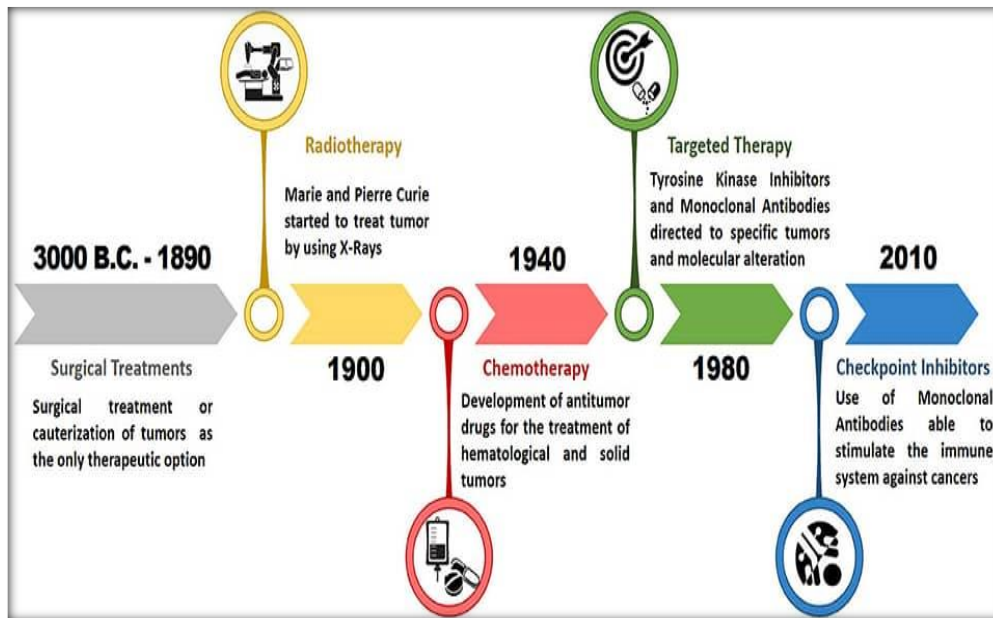 3000 B.C. - 1890
Surgical Treatments
Surgical treatment or
cauterization of tumors as
the only therapeutic option
Radiotherapy
Marie and Pierre Curie
started to treat tumor
by using X-Rays
1900
1940
Chemotherapy
Development of antitumor
drugs for the treatment of
hematological and solid
tumors
Targeted Therapy
Tyrosine Kinase Inhibitors
and Monoclonal Antibodies
directed to specific tumors
and molecular alteration
1980
2010
Checkpoint Inhibitors
Use of Monoclonal
Antibodies able to
stimulate the immune
system against cancers